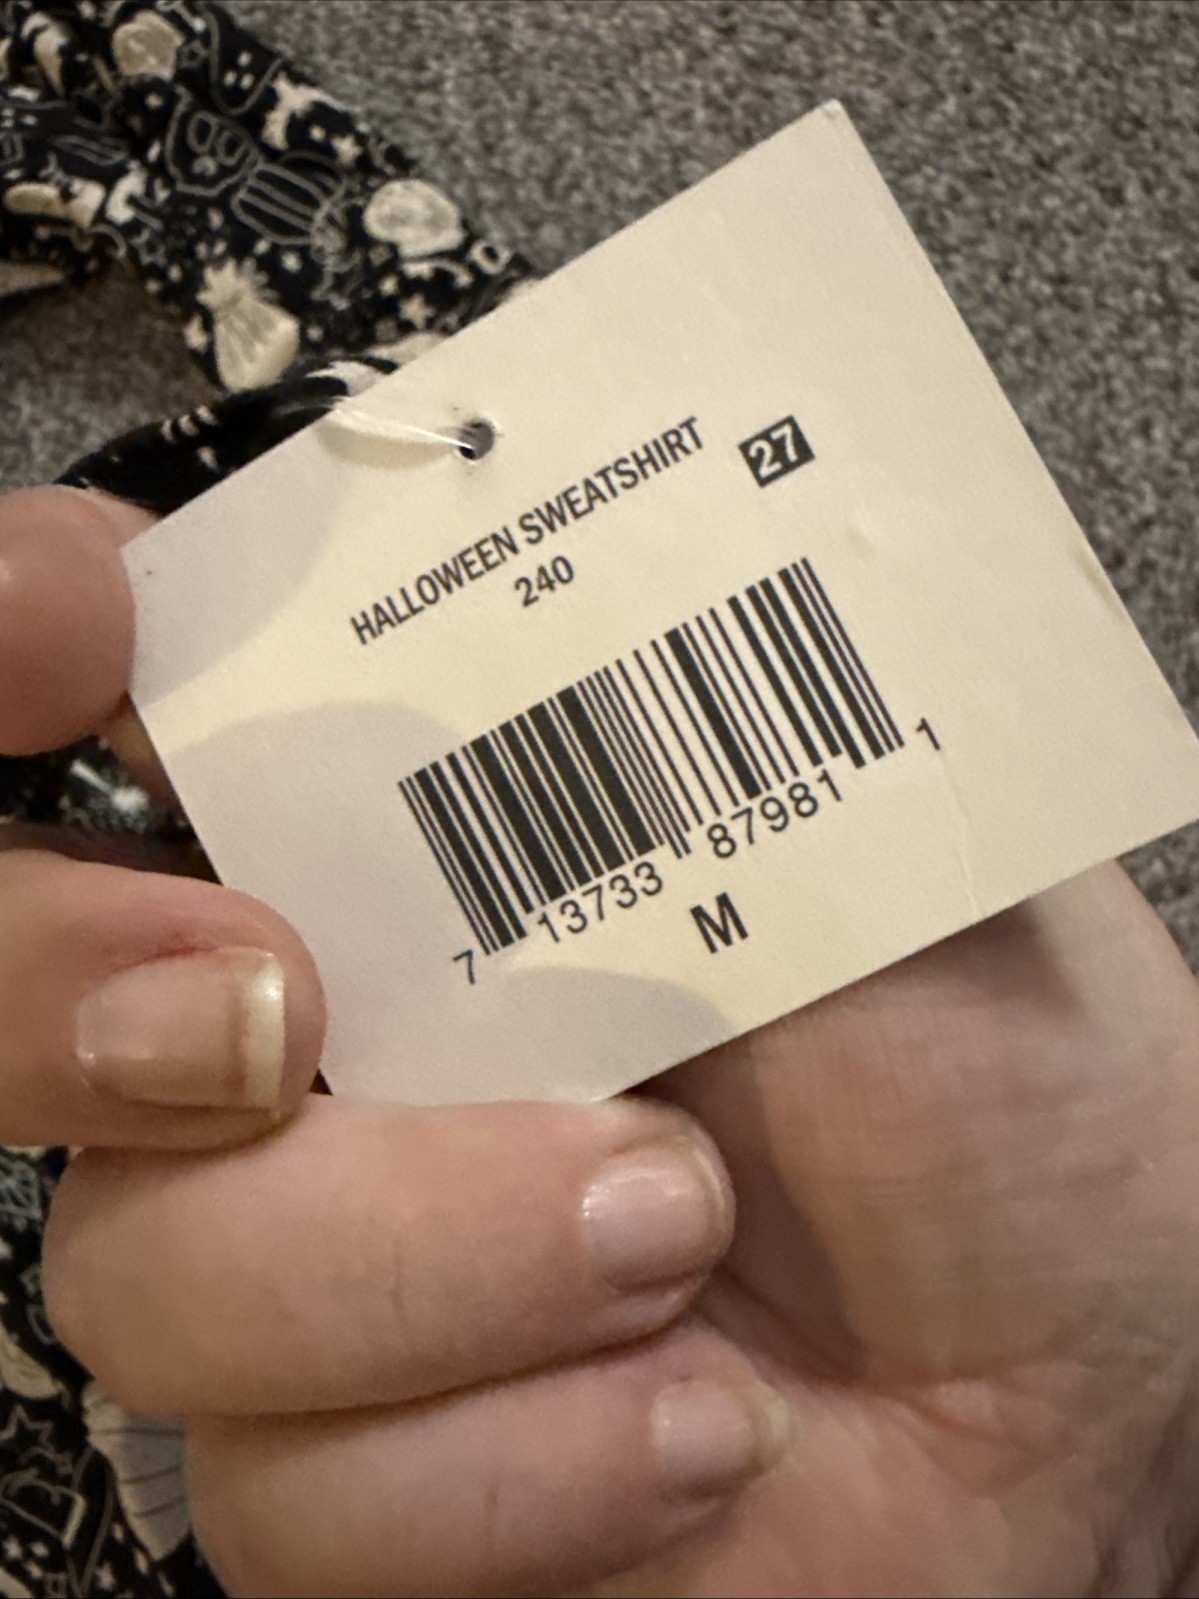 HALLOWEEN SWEATSHIRT 27
240
7 13733 87981 1
M